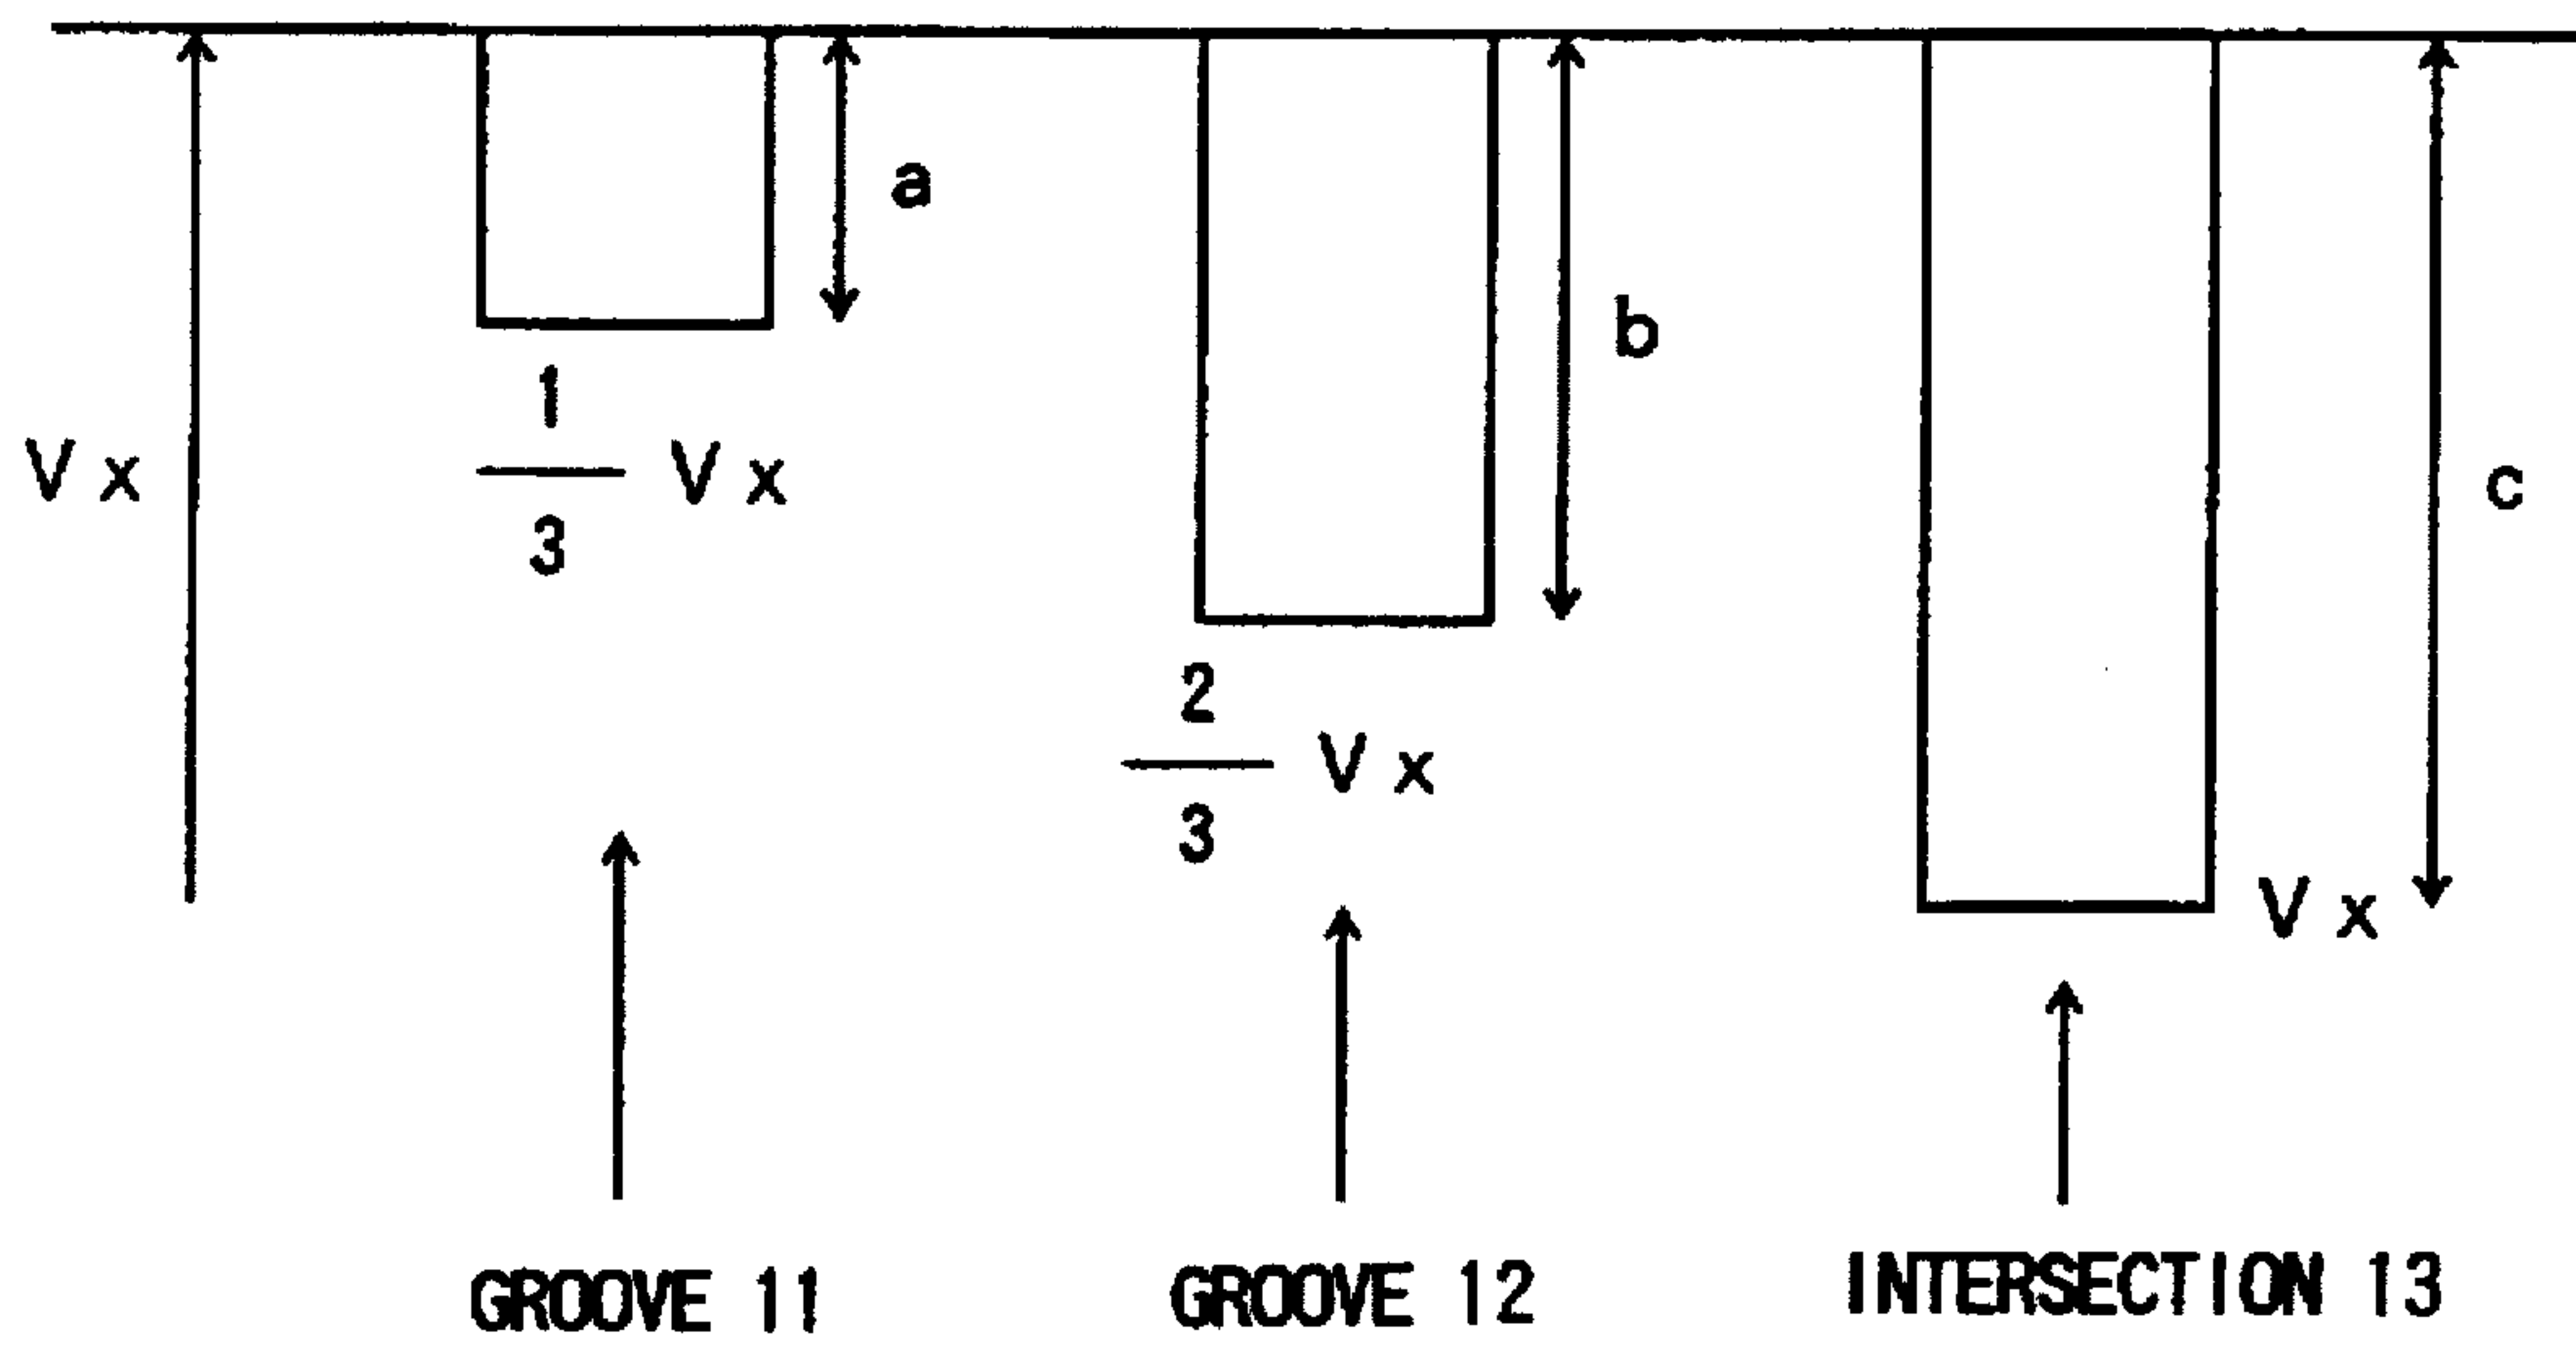 a
b
V x
1
3
V x
c
2
3
V x
V x
GROOVE 11
GROOVE 12
INTERSECTION 13